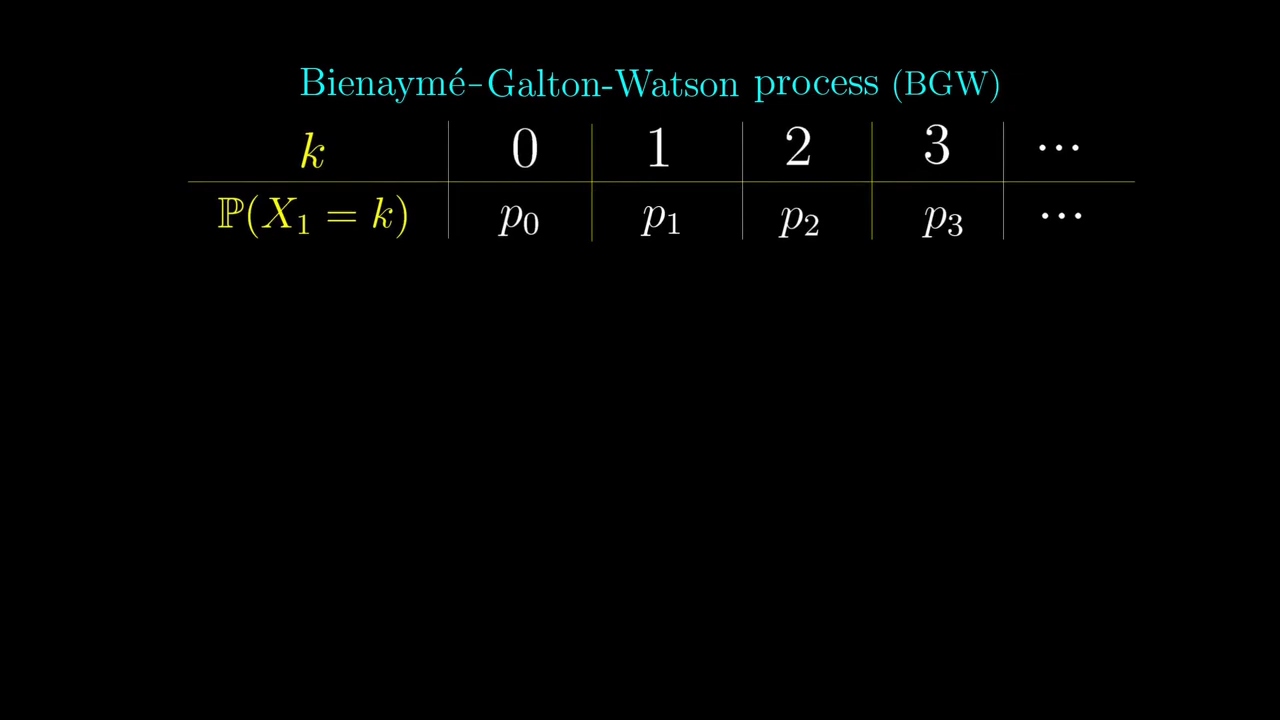 Bienaymé-Galton-Watson process (BGW)
k 0 1 2 3 ⋯
ℙ(X₁ = k) p₀ p₁ p₂ p₃ ⋯